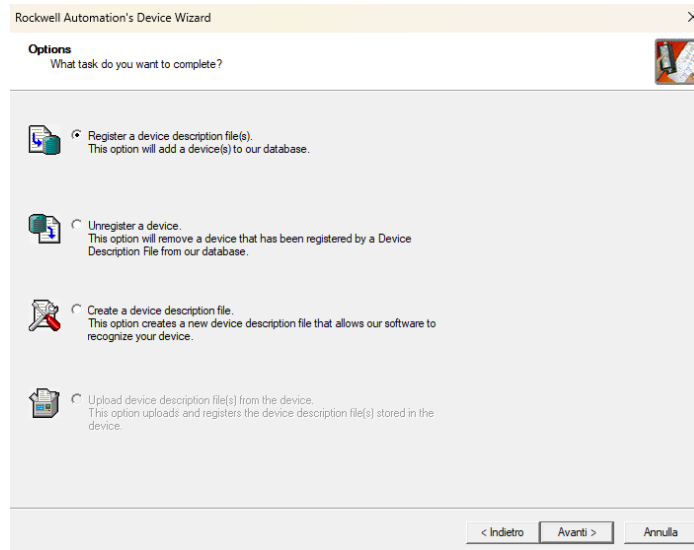 Rockwell Automation's Device Wizard
Options
What task do you want to complete?
Register a device description file(s).
This option will add a device(s) to our database.
Unregister a device.
This option will remove a device that has been registered by a Device
Description File from our database.
Create a device description file.
This option creates a new device description file that allows our software to
recognize your device.
Upload device description file(s) from the device.
This option uploads and registers the device description file(s) stored in the
device.
< Indietro
Avanti >
Annulla